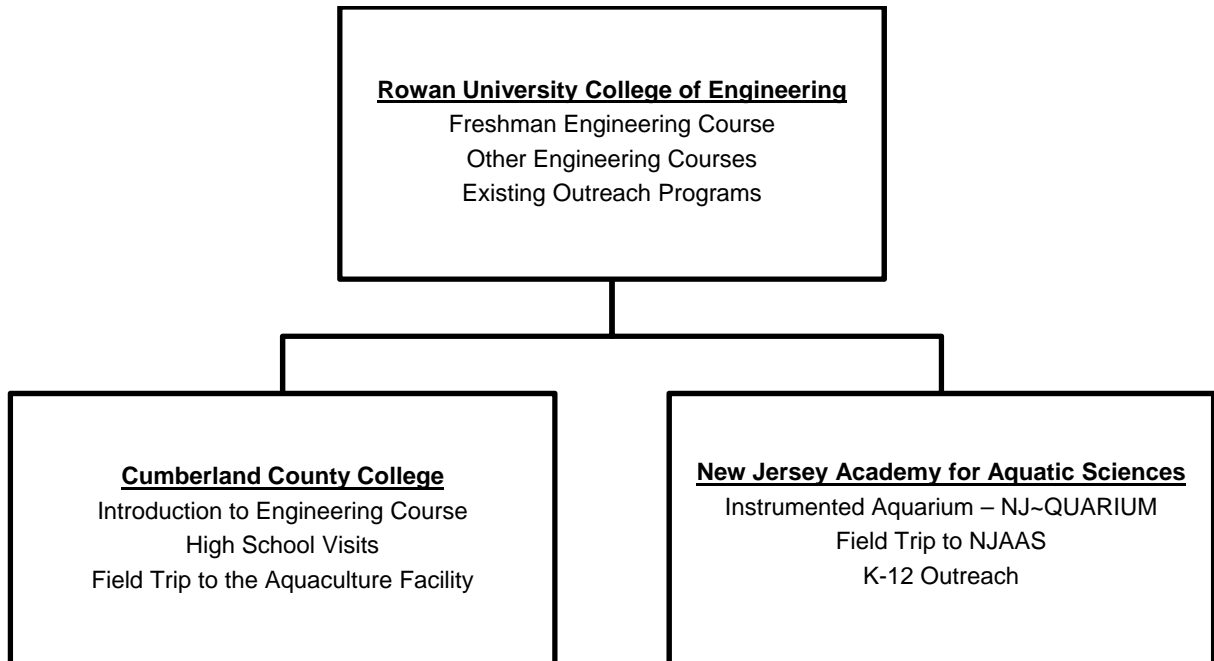 Rowan University College of Engineering
Freshman Engineering Course
Other Engineering Courses
Existing Outreach Programs
Cumberland County College
Introduction to Engineering Course
High School Visits
Field Trip to the Aquaculture Facility
New Jersey Academy for Aquatic Sciences
Instrumented Aquarium – NJ~QUARIUM
Field Trip to NJAAS
K-12 Outreach